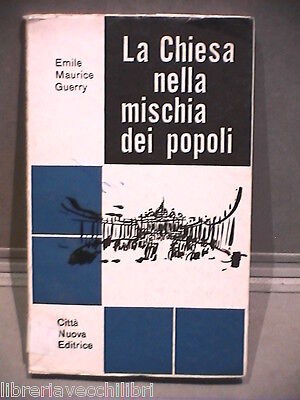 Emile
Maurice
Guerry
La Chiesa
nella
mischia
dei popoli
Città
Nuova
Editrice
libreriavecchilibri